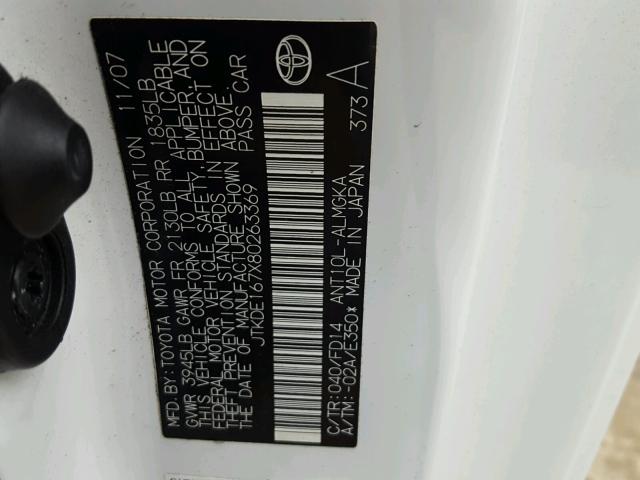 MFD.BY:TOYOTA MOTOR CORPORATION 11/07
GVWR 3945LB GAWR FR 2130LB RR 1835LB
THIS VEHICLE CONFORMS TO ALL APPLICABLE
FEDERAL MOTOR VEHICLE SAFETY,BUMPER,AND
THEFT PREVENTION STANDARDS IN EFFECT ON
DATE OF MANUFACTURE SHOWN ABOVE.
JTKDE167X80263369 PASS CAR
C/TR:040/FD14 ANT10L-ALMGKA 373 A
A/TM:-02A/E350* MADE IN JAPAN